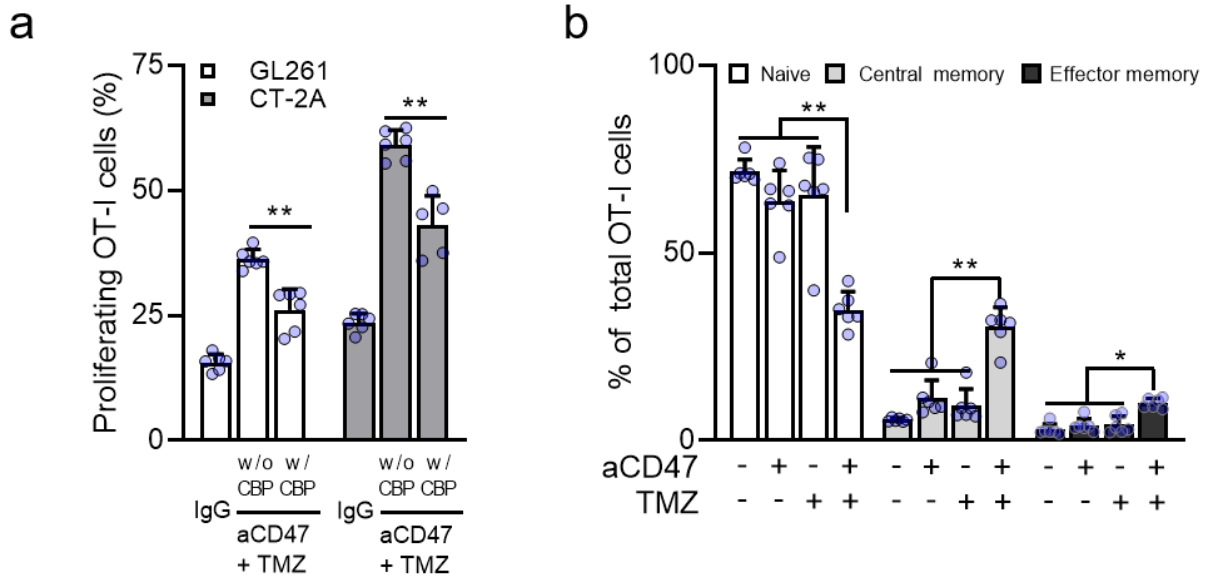 a
Proliferating OT-I cells (%)
75
50
25
0
GL261
CT-2A
**
**
w/o CBP
w/ CBP
w/o CBP
w/ CBP
IgG
aCD47
+ TMZ
IgG
aCD47
+ TMZ
b
% of total OT-I cells
100
50
0
Naive Central memory Effector memory
**
**
*
aCD47 - + - + - + - + - + - +
TMZ - - + + - - + + - - + +